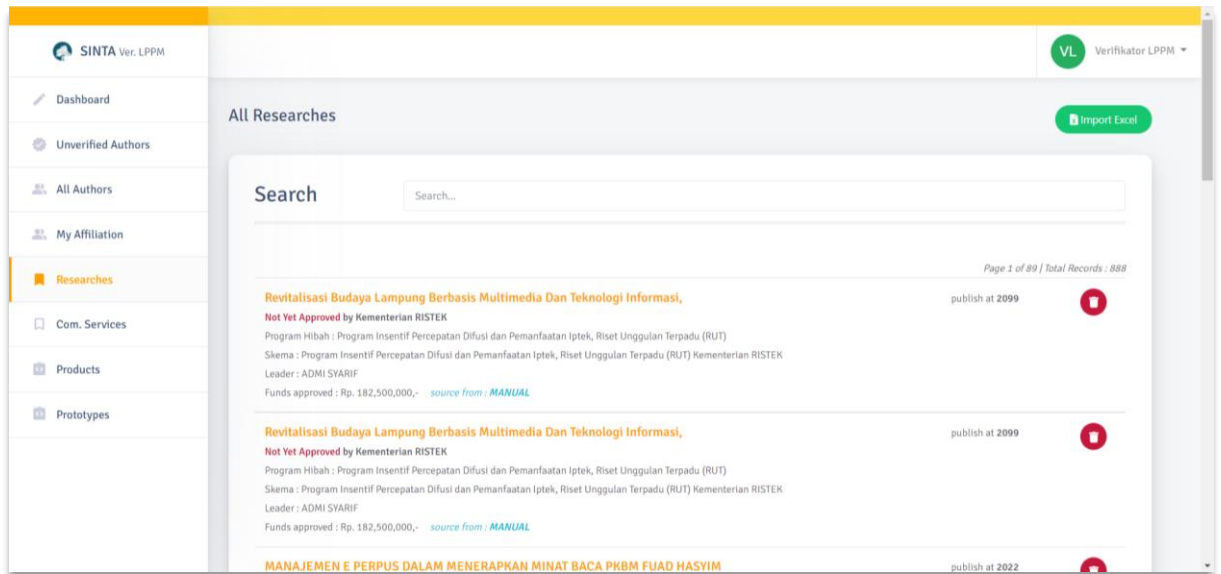 SINTA Ver. LPPM
VL
Verifikator LPPM
Dashboard
Unverified Authors
All Authors
My Affiliation
Researches
Com. Services
Products
Prototypes
All Researches
Import Excel
Search
Search...
Page 1 of 89 | Total Records : 888
Revitalisasi Budaya Lampung Berbasis Multimedia Dan Teknologi Informasi,
publish at 2099
Not Yet Approved by Kementerian RISTEK
Program Hibah : Program Insentif Percepatan Difusi dan Pemanfaatan Iptek, Riset Unggulan Terpadu (RUT)
Skema : Program Insentif Percepatan Difusi dan Pemanfaatan Iptek, Riset Unggulan Terpadu (RUT) Kementerian RISTEK
Leader : ADMI SYARIF
Funds approved : Rp. 182,500,000,- source from : MANUAL
Revitalisasi Budaya Lampung Berbasis Multimedia Dan Teknologi Informasi,
publish at 2099
Not Yet Approved by Kementerian RISTEK
Program Hibah : Program Insentif Percepatan Difusi dan Pemanfaatan Iptek, Riset Unggulan Terpadu (RUT)
Skema : Program Insentif Percepatan Difusi dan Pemanfaatan Iptek, Riset Unggulan Terpadu (RUT) Kementerian RISTEK
Leader : ADMI SYARIF
Funds approved : Rp. 182,500,000,- source from : MANUAL
MANAJEMEN E PERPUS DALAM MENERAPKAN MINAT BACA PKBM FUAD HASYIM
publish at 2022